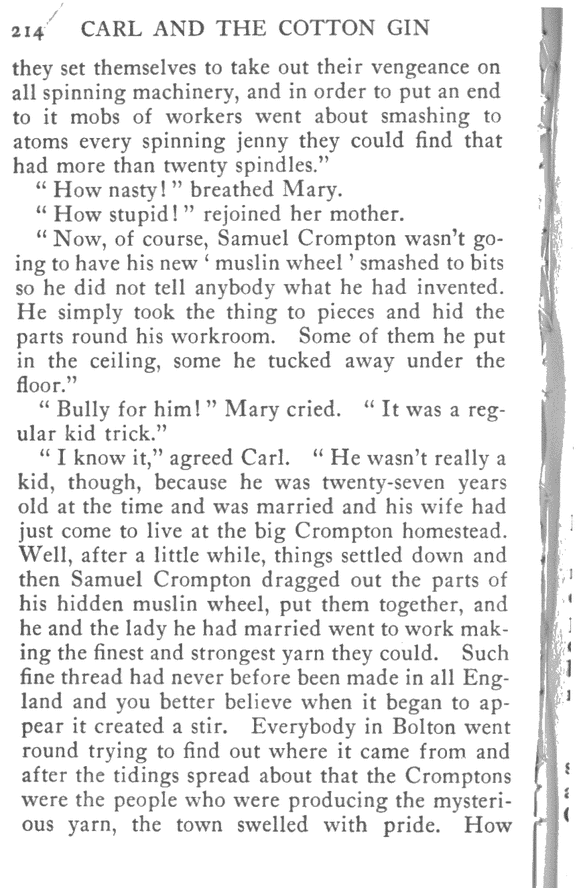 214 CARL AND THE COTTON GIN
they set themselves to take out their vengeance on
all spinning machinery, and in order to put an end
to it mobs of workers went about smashing to
atoms every spinning jenny they could find that
had more than twenty spindles.”
“ How nasty! ” breathed Mary.
“ How stupid! ” rejoined her mother.
“ Now, of course, Samuel Crompton wasn’t go-
ing to have his new ‘ muslin wheel ’ smashed to bits
so he did not tell anybody what he had invented.
He simply took the thing to pieces and hid the
parts round his workroom. Some of them he put
in the ceiling, some he tucked away under the
floor.”
“ Bully for him! ” Mary cried. “ It was a reg-
ular kid trick.”
“ I know it,” agreed Carl. “ He wasn’t really a
kid, though, because he was twenty-seven years
old at the time and was married and his wife had
just come to live at the big Crompton homestead.
Well, after a little while, things settled down and
then Samuel Crompton dragged out the parts of
his hidden muslin wheel, put them together, and
he and the lady he had married went to work mak-
ing the finest and strongest yarn they could. Such
fine thread had never before been made in all Eng-
land and you better believe when it began to ap-
pear it created a stir. Everybody in Bolton went
round trying to find out where it came from and
after the tidings spread about that the Cromptons
were the people who were producing the mysteri-
ous yarn, the town swelled with pride. How